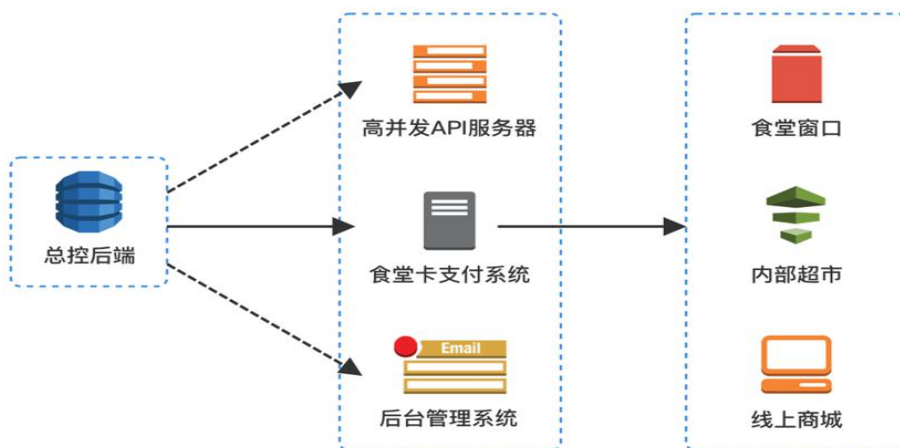 高并发API服务器
食堂窗口
总控后端
食堂卡支付系统
内部超市
Email
后台管理系统
线上商城